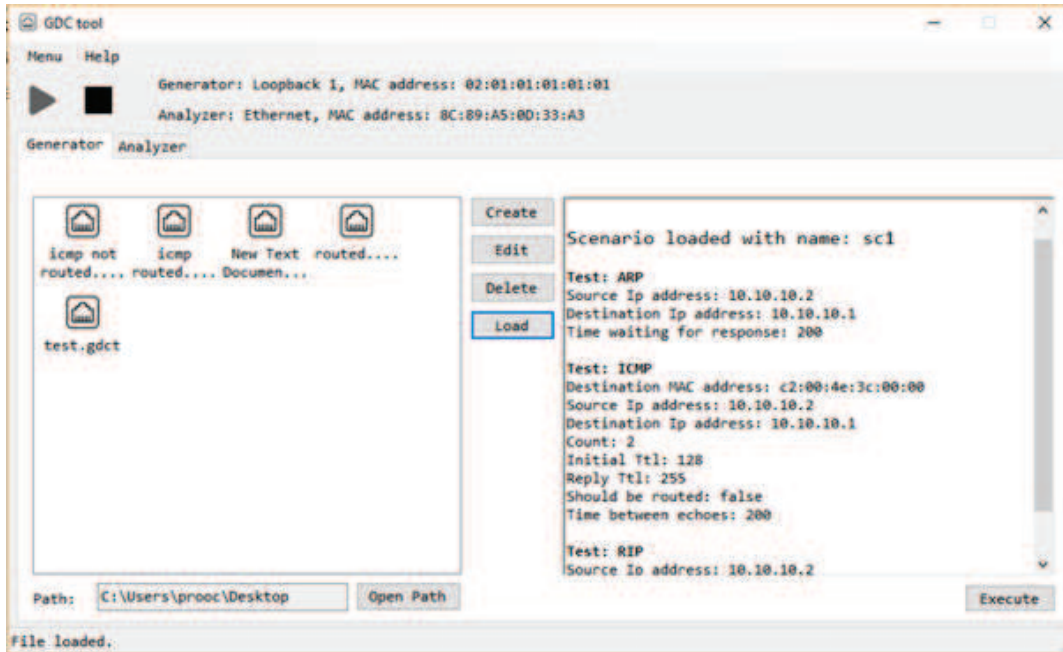 GDC tool
Menu Help
Generator: Loopback 1, MAC address: 02:01:01:01:01:01
Analyzer: Ethernet, MAC address: 8C:89:A5:0D:33:A3
Generator Analyzer
icmp not routed....
icmp routed....
New Text Documen...
routed....
test.gdct
Create
Edit
Delete
Load
Scenario loaded with name: sc1
Test: ARP
Source Ip address: 10.10.10.2
Destination Ip address: 10.10.10.1
Time waiting for response: 200
Test: ICMP
Destination MAC address: c2:00:4e:3c:00:00
Source Ip address: 10.10.10.2
Destination Ip address: 10.10.10.1
Count: 2
Initial Ttl: 128
Reply Ttl: 255
Should be routed: false
Time between echoes: 200
Test: RIP
Source Ip address: 10.10.10.2
Path: C:\Users\prooc\Desktop Open Path
Execute
File loaded.